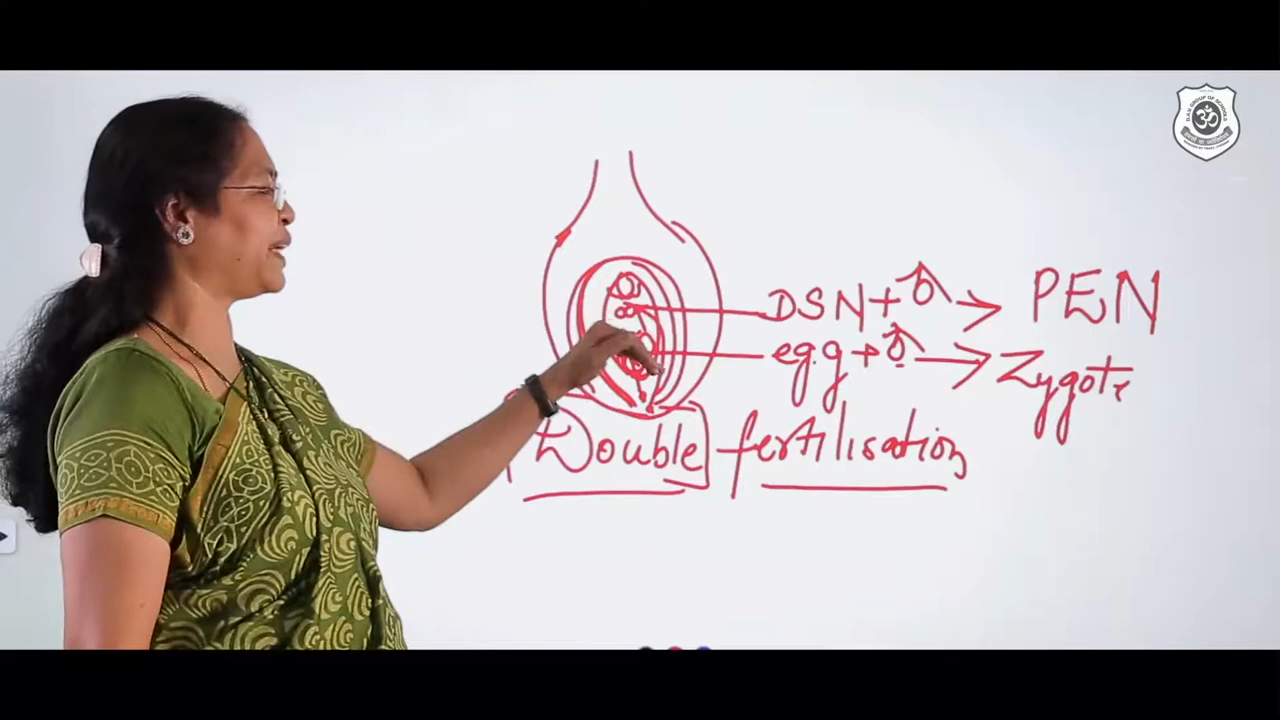 DSN + ♂ → PEN
egg + ♂ → Zygote
Double fertilisation